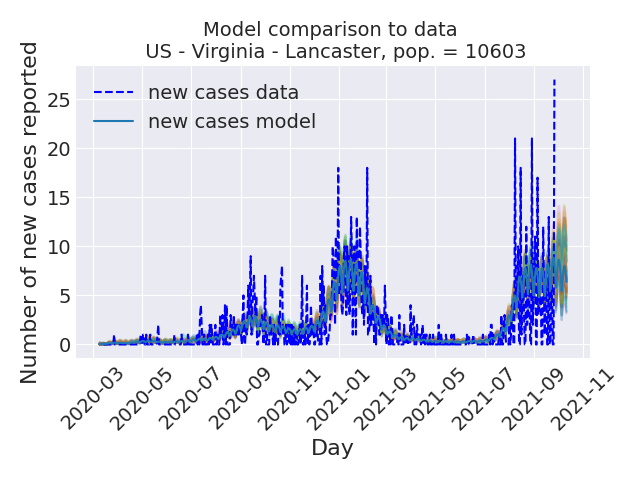 Model comparison to data
US - Virginia - Lancaster, pop. = 10603
Number of new cases reported
25
20
15
10
5
0
new cases data
new cases model
2020-03
2020-05
2020-07
2020-09
2020-11
2021-01
2021-03
2021-05
2021-07
2021-09
2021-11
Day